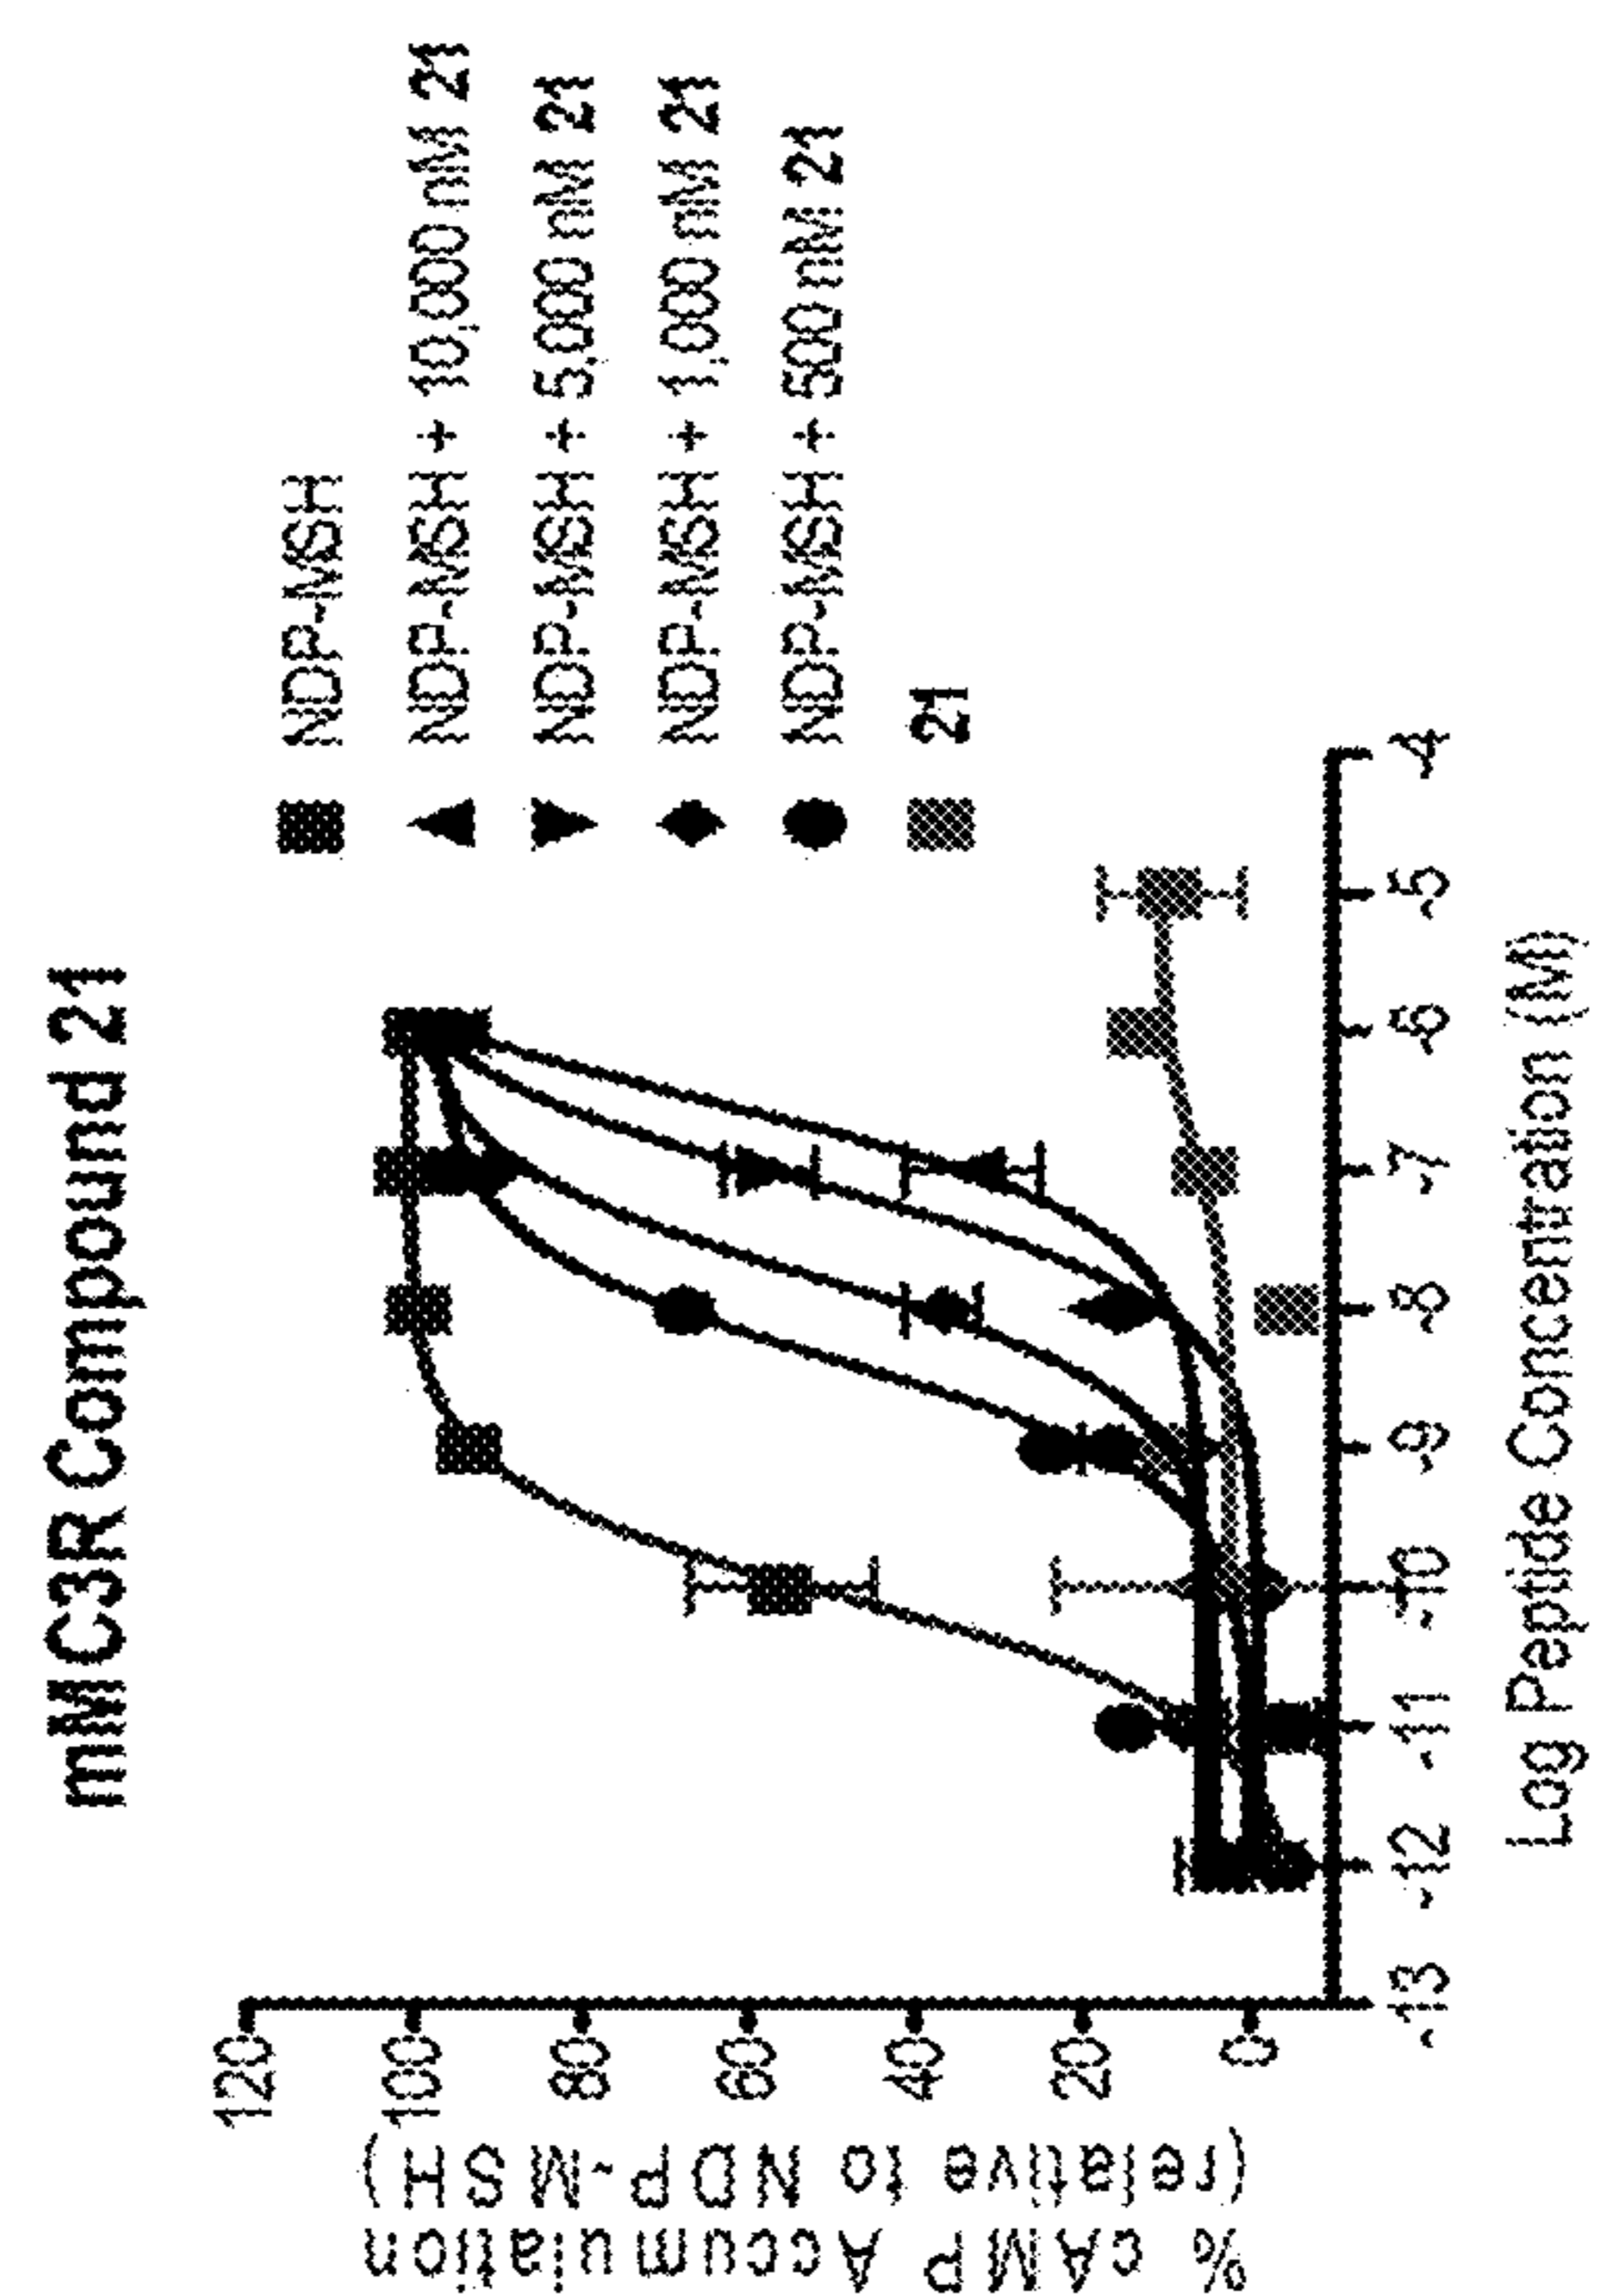 mMC3R Compound 21
NDP-MSH
NDP-MSH + 10,000 nM 21
NDP-MSH + 5,000 nM 21
NDP-MSH + 1,000 nM 21
NDP-MSH + 500 nM 21
21
% cAMP Accumulation
(relative to NDP-MSH)
120
100
80
60
40
20
0
-13 -12 -11 -10 -9 -8 -7 -6 -5 -4
Log Peptide Concentration (M)